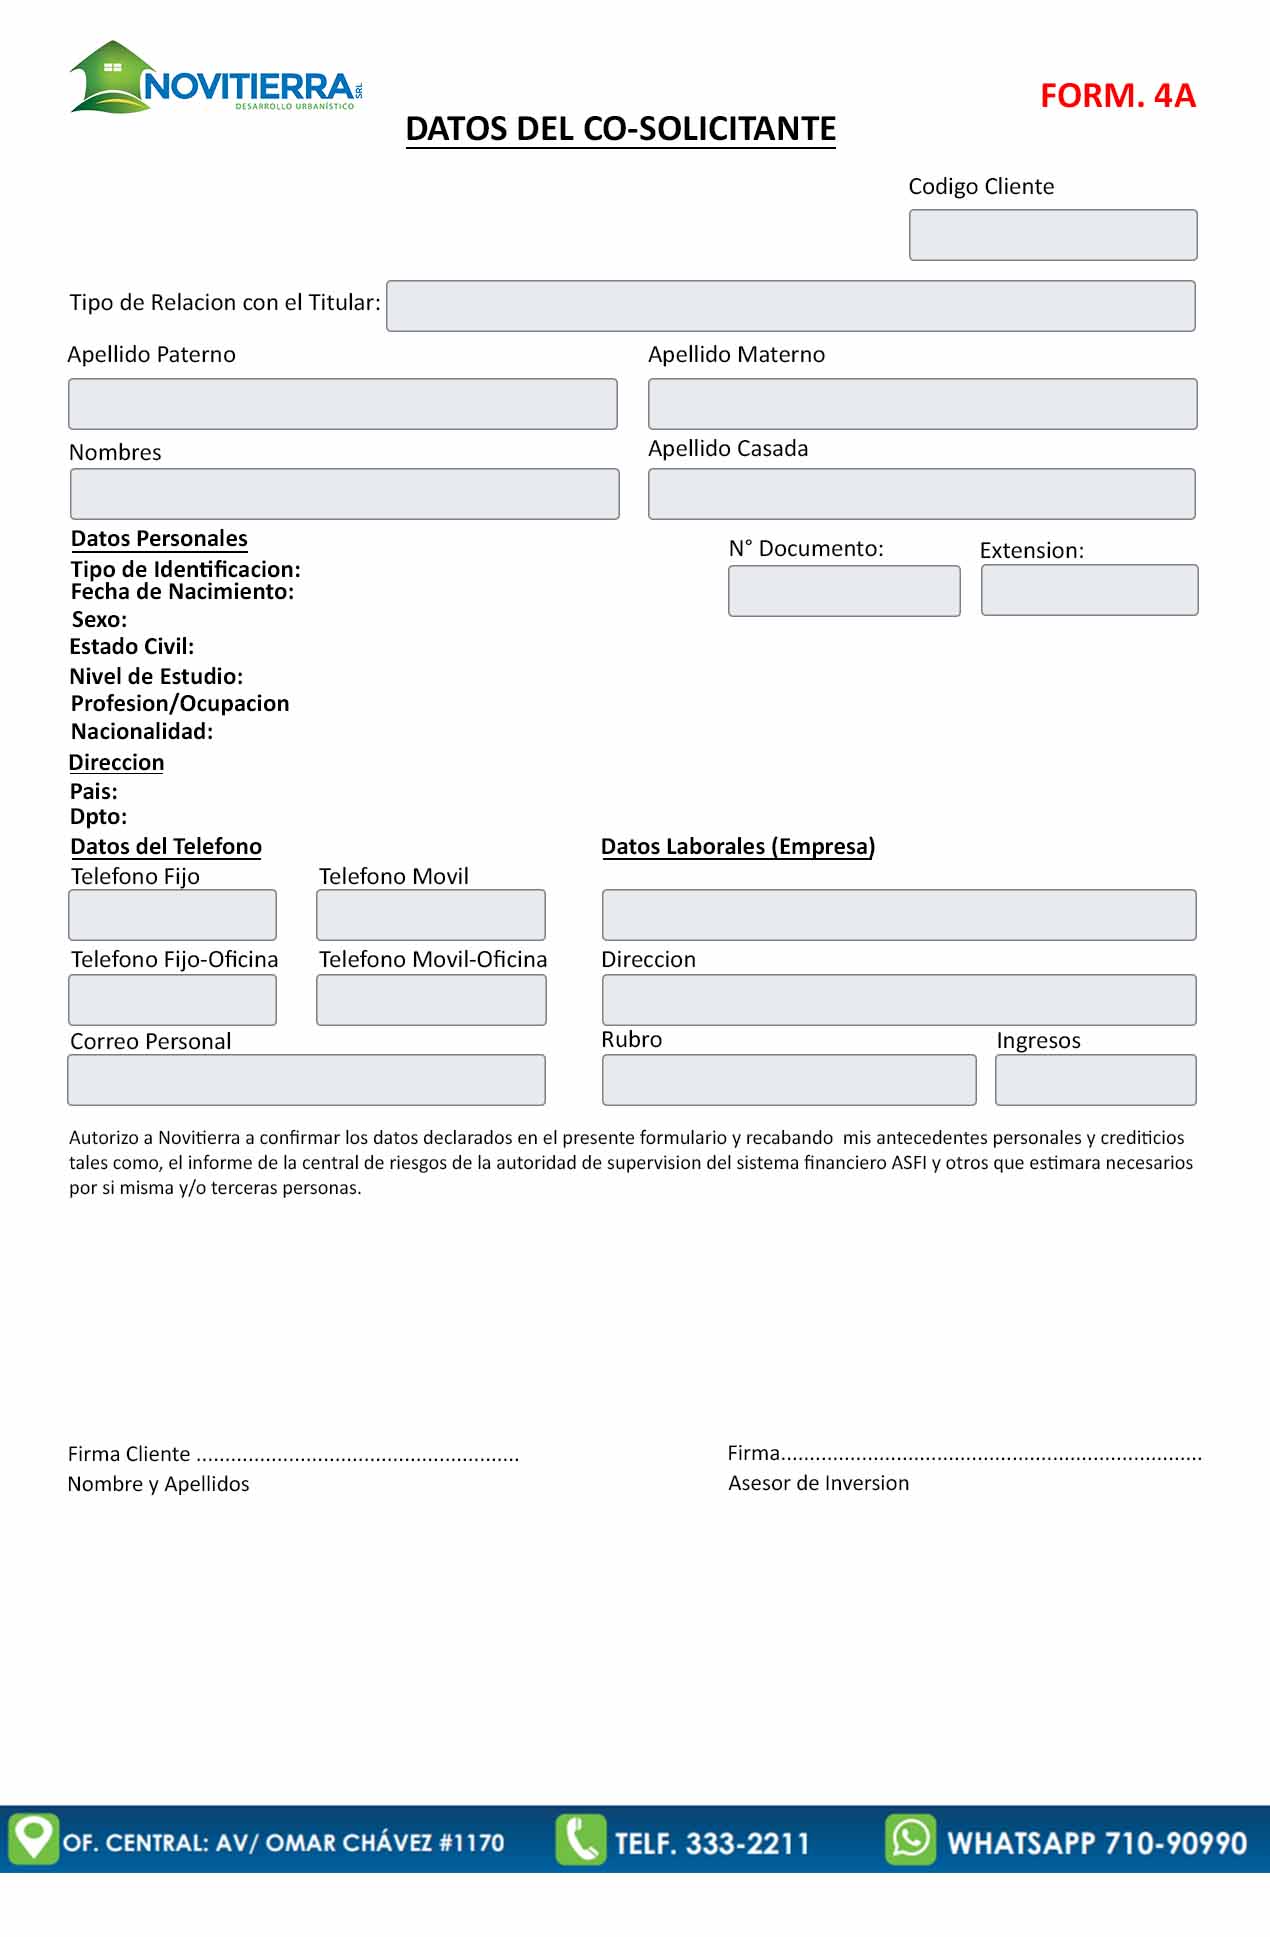 NOVITIERRA SRL
DESARROLLO URBANÍSTICO
FORM. 4A
DATOS DEL CO-SOLICITANTE
Codigo Cliente
Tipo de Relacion con el Titular:
Apellido Paterno Apellido Materno
Nombres Apellido Casada
Datos Personales
N° Documento: Extension:
Tipo de Identificacion:
Fecha de Nacimiento:
Sexo:
Estado Civil:
Nivel de Estudio:
Profesion/Ocupacion
Nacionalidad:
Direccion
Pais:
Dpto:
Datos del Telefono Datos Laborales (Empresa)
Telefono Fijo Telefono Movil
Telefono Fijo-Oficina Telefono Movil-Oficina Direccion
Correo Personal Rubro Ingresos
Autorizo a Novitierra a confirmar los datos declarados en el presente formulario y recabando  mis antecedentes personales y crediticios
tales como, el informe de la central de riesgos de la autoridad de supervision del sistema financiero ASFI y otros que estimara necesarios
por si misma y/o terceras personas.
Firma Cliente ........................................................ Firma.........................................................................
Nombre y Apellidos Asesor de Inversion
OF. CENTRAL: AV/ OMAR CHÁVEZ #1170 TELF. 333-2211 WHATSAPP 710-90990